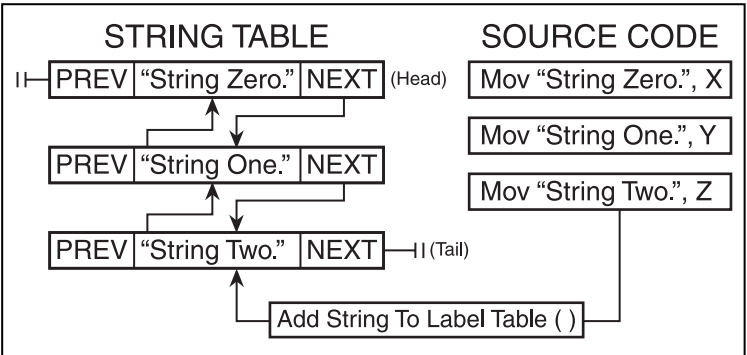 STRING TABLE SOURCE CODE
PREV “String Zero.” NEXT (Head) Mov “String Zero.”, X
PREV “String One.” NEXT Mov “String One.”, Y
Mov “String Two.”, Z
PREV “String Two.” NEXT (Tail)
Add String To Label Table ( )